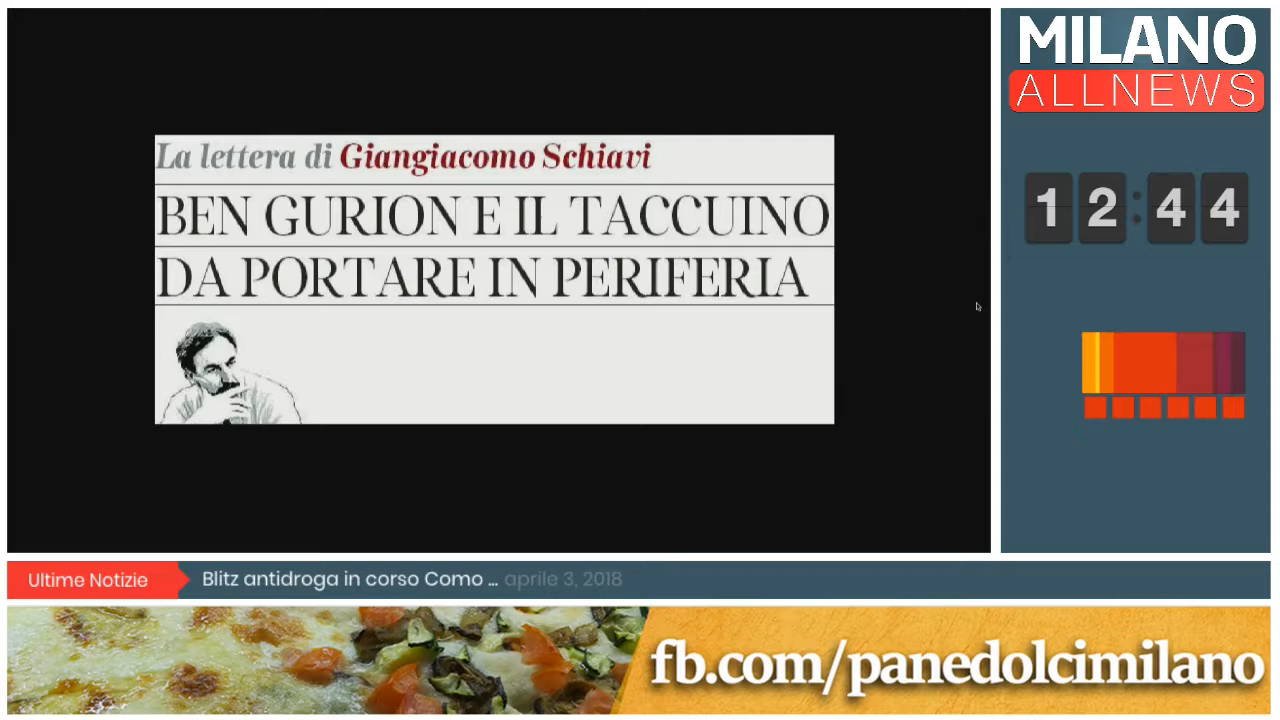 La lettera di Giangiacomo Schiavi
BEN GURION E IL TACCUINO
DA PORTARE IN PERIFERIA
MILANO
ALLNEWS
12:44
Ultime Notizie
Blitz antidroga in corso Como ... aprile 3, 2018
fb.com/panedolcimilano